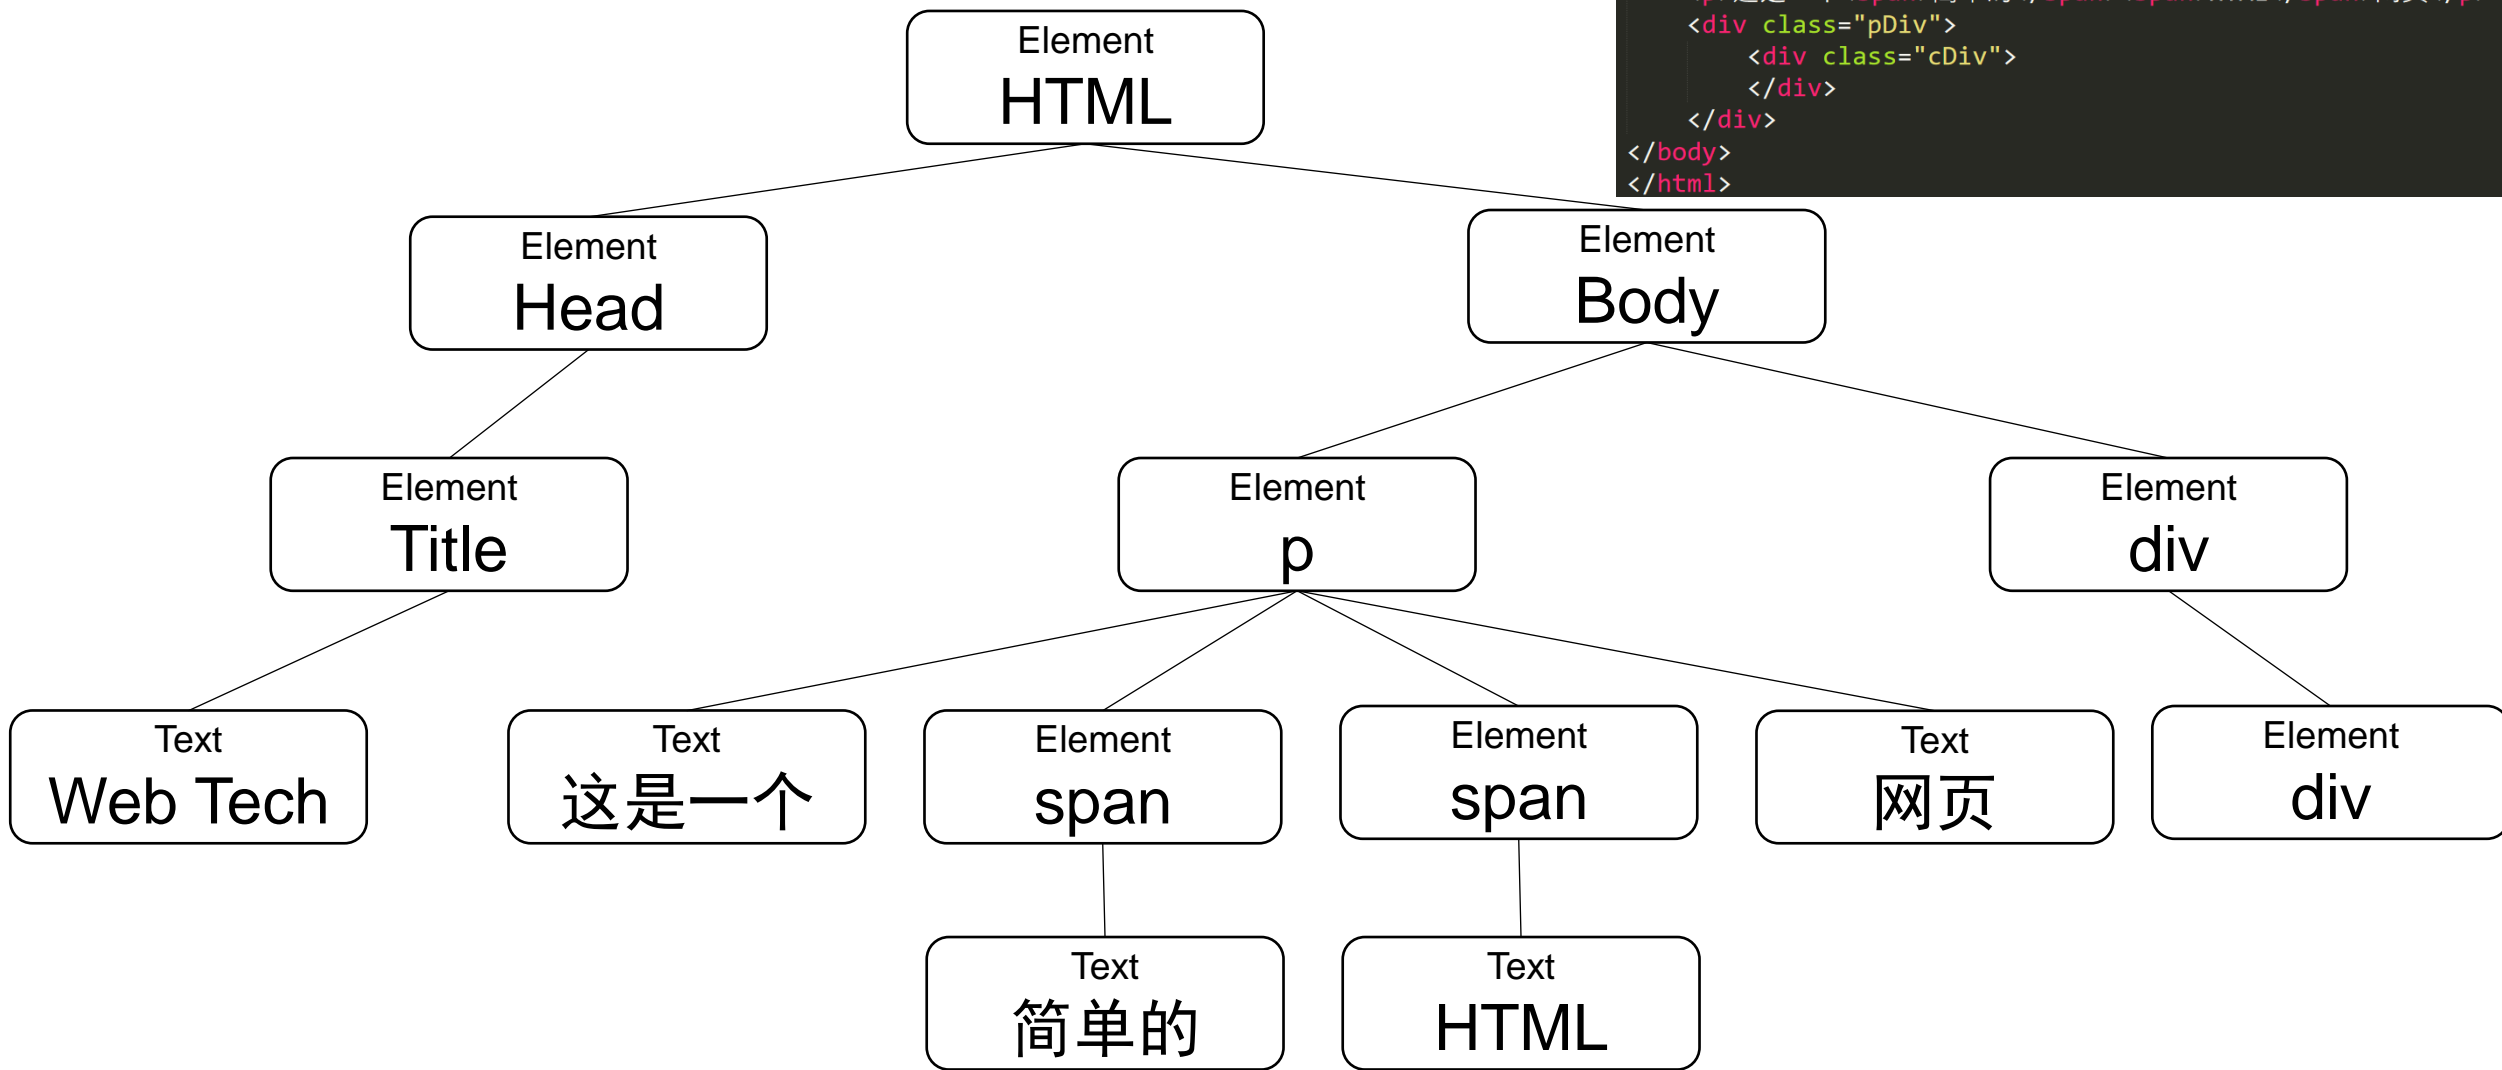 Element
HTML
<div class="pDiv">
<div class="cDiv">
</div>
</div>
</body>
</html>
Element
Head
Element
Body
Element
Title
Element
p
Element
div
Text
Web Tech
Text
这是一个
Element
span
Element
span
Text
网页
Element
div
Text
简单的
Text
HTML